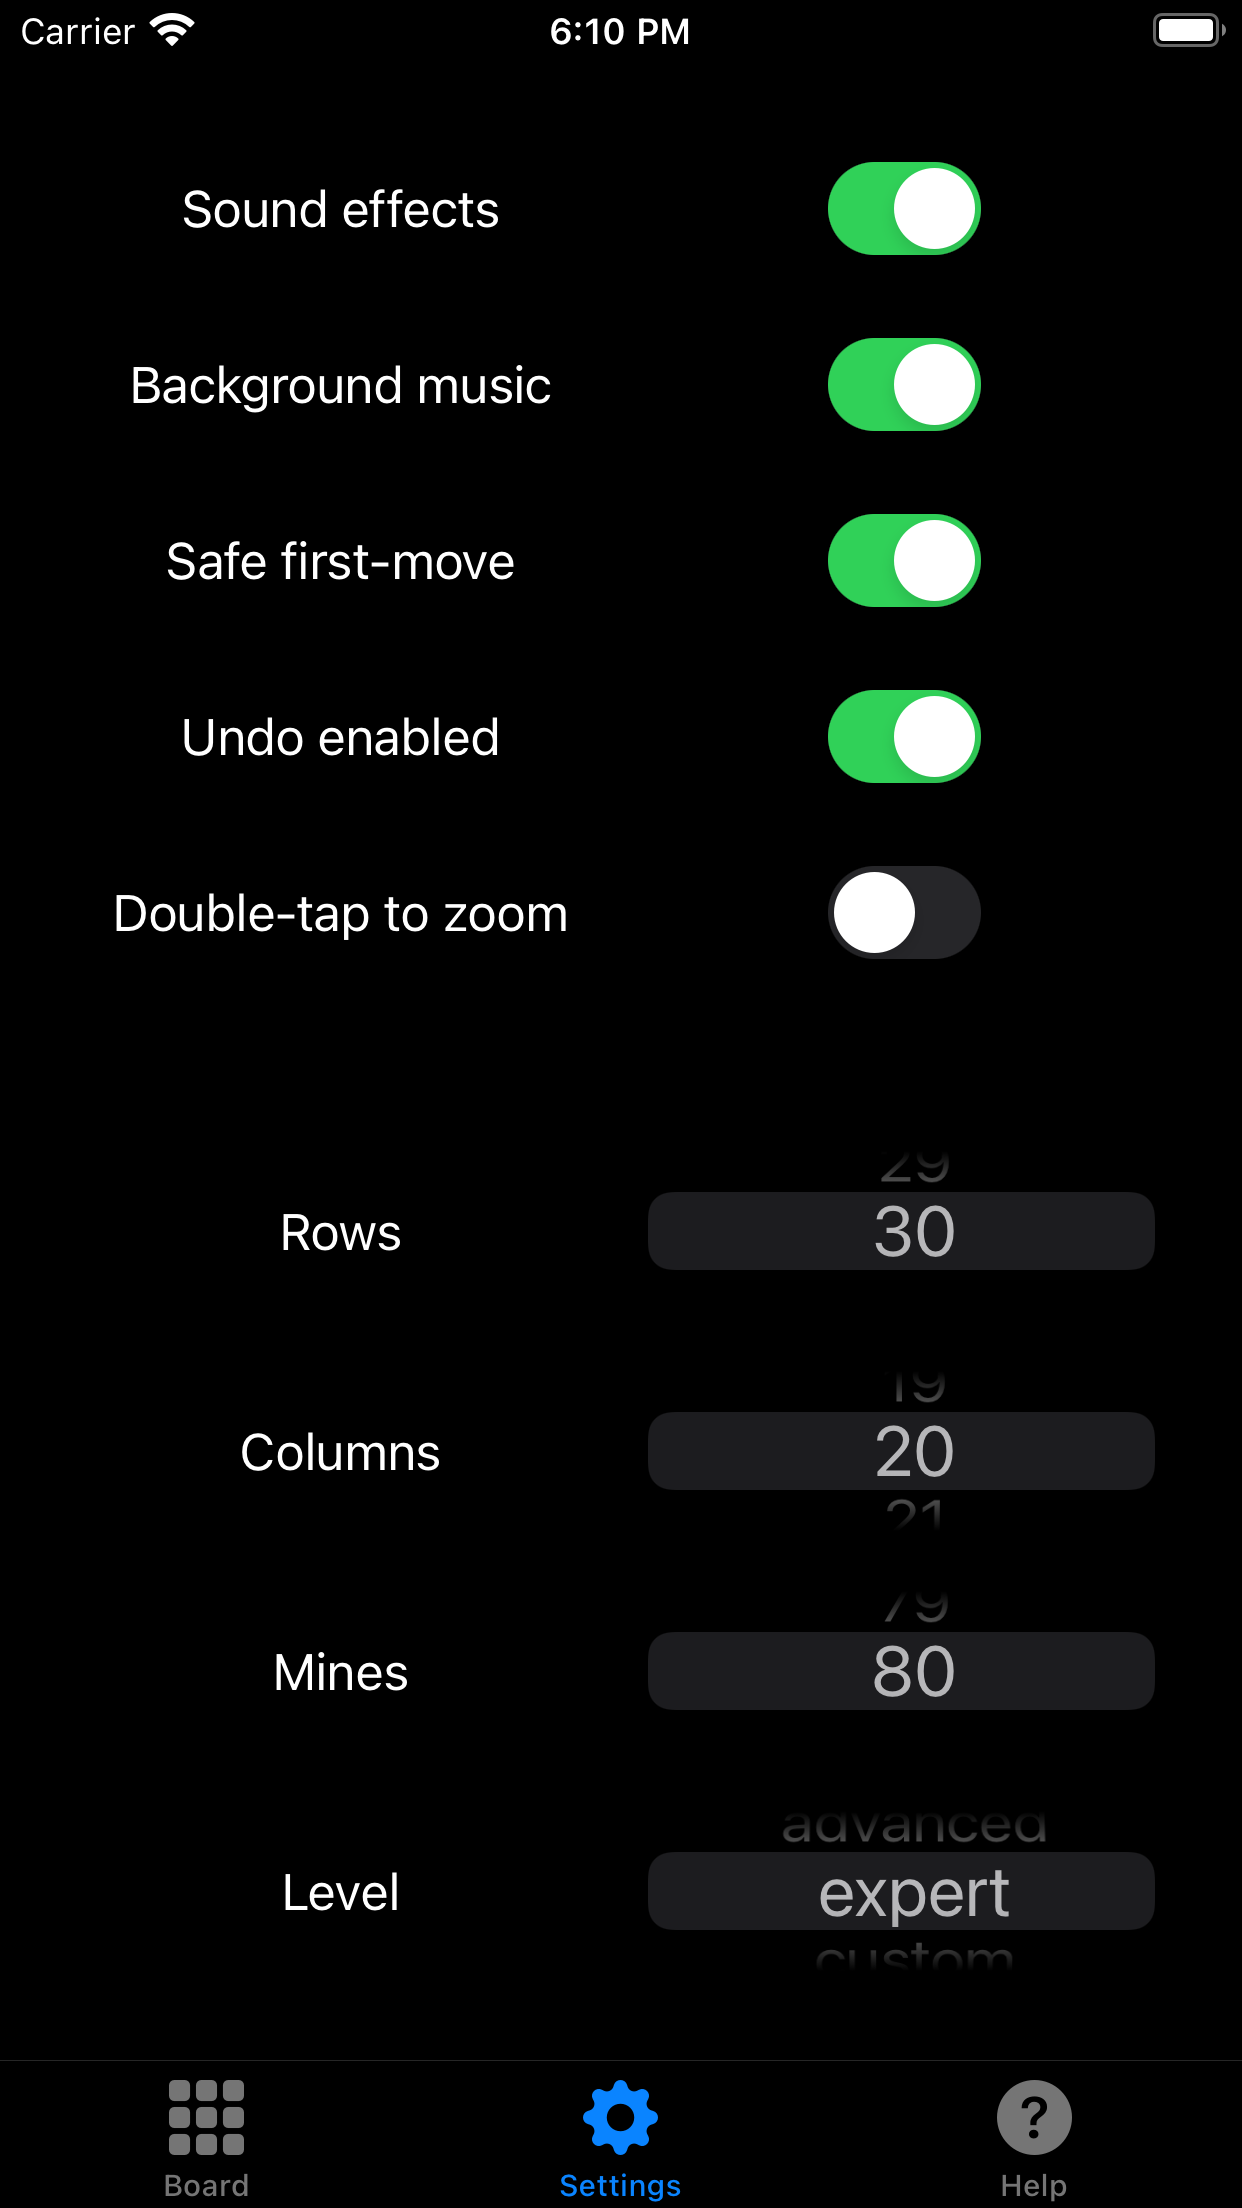 Carrier 6:10 PM
Sound effects
Background music
Safe first-move
Undo enabled
Double-tap to zoom
29
Rows 30
19
Columns 20
21
79
Mines 80
advanced
Level expert
custom
Board Settings Help